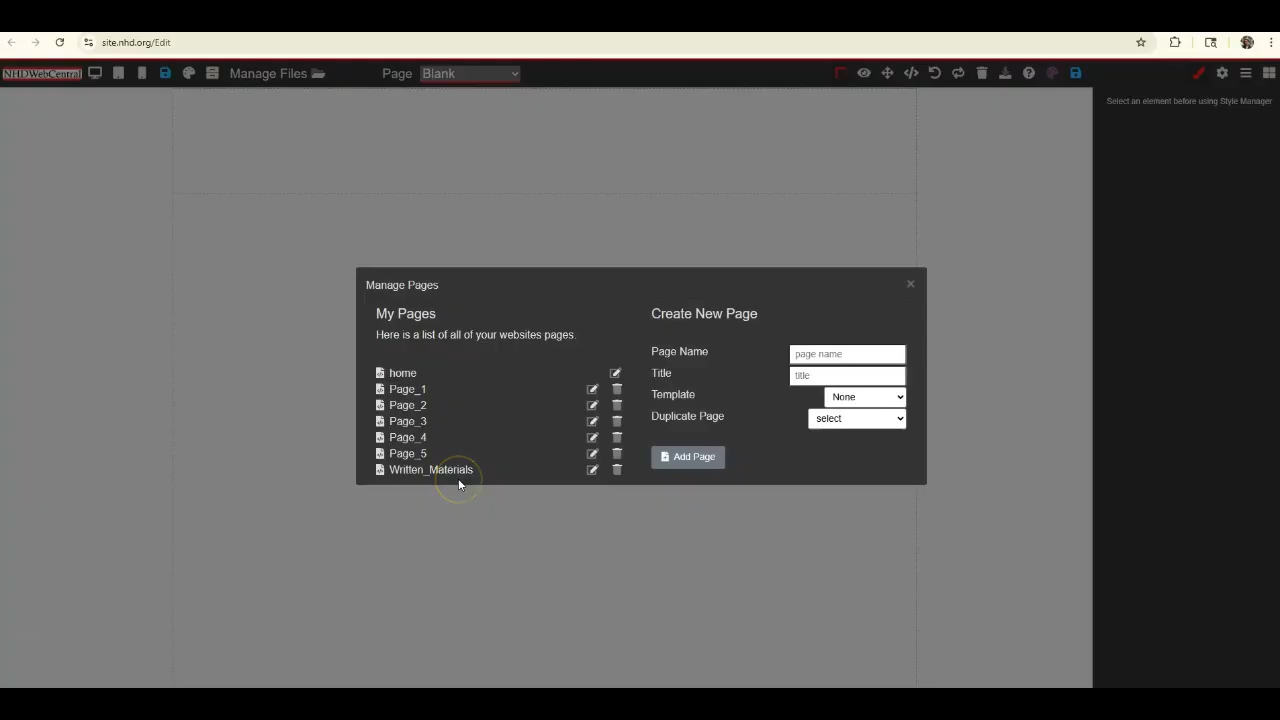 site.nhd.org/Edit
NHDWebCentral Manage Files Page Blank
Select an element before using Style Manager
Manage Pages ×
My Pages
Here is a list of all of your websites pages.
home
Page_1
Page_2
Page_3
Page_4
Page_5
Written_Materials
Create New Page
Page Name page name
Title title
Template None
Duplicate Page select
Add Page